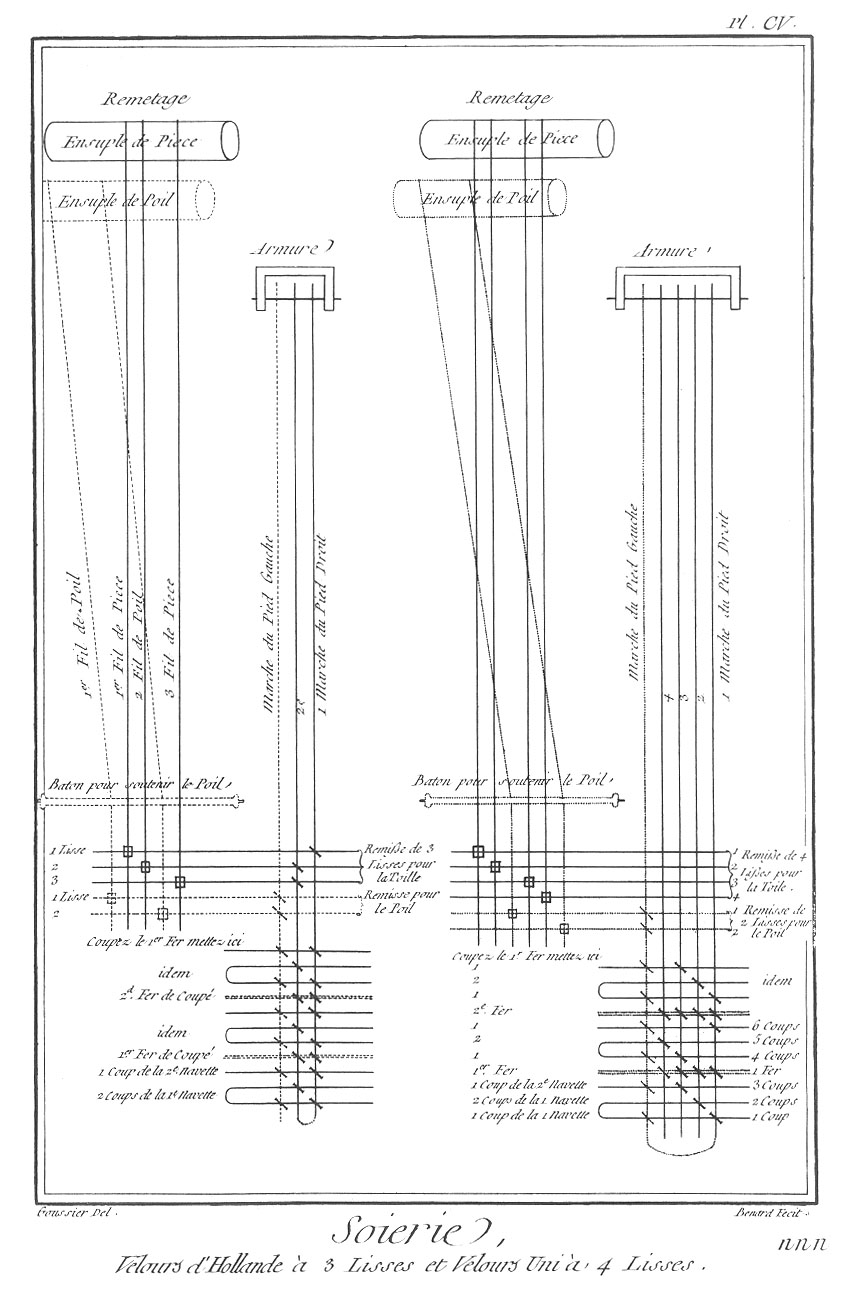 Pl. CV.
Remetage
Ensuple de Piece
Ensuple de Poil
Armure
1er Fil de Poil
1er Fil de Piece
2 Fil de Poil
3 Fil de Piece
Marche du Pied Gauche
2e
1 Marche du Pied Droit
Baton pour soutenir le Poil
1 Lisse
2
3
1 Lisse
2
Remisse de 3
Lisses pour
la Toille
Remisse pour
le Poil
Coupez le 1er Fer mettez ici
idem
2d. Fer de Coupé
idem
1er Fer de Coupé
1 Coup de la 2e Navette
2 Coups de la 1e Navette
Remetage
Ensuple de Piece
Ensuple de Poil
Armure
Marche du Pied Gauche
4
3
2
1 Marche du Pied Droit
Baton pour soutenir le Poil
1
2
3
4
Remisse de 4
Lisses pour
la Toile.
1 Remisse de
2 Lisses pour
le Poil
Coupez le 1r Fer mettez ici
1
2
idem
1
2e. Fer
1
6 Coups
2
5 Coups
1
4 Coups
1er Fer
1 Fer
1 Coup de la 2e Navette
3 Coups
2 Coups de la 1 Navette
2 Coups
1 Coup de la 1 Navette
1 Coup
Goussier Del.
Benard Fecit.
Soierie,
nnn
Velours d'Hollande à 3 Lisses et Velours Uni à 4 Lisses.